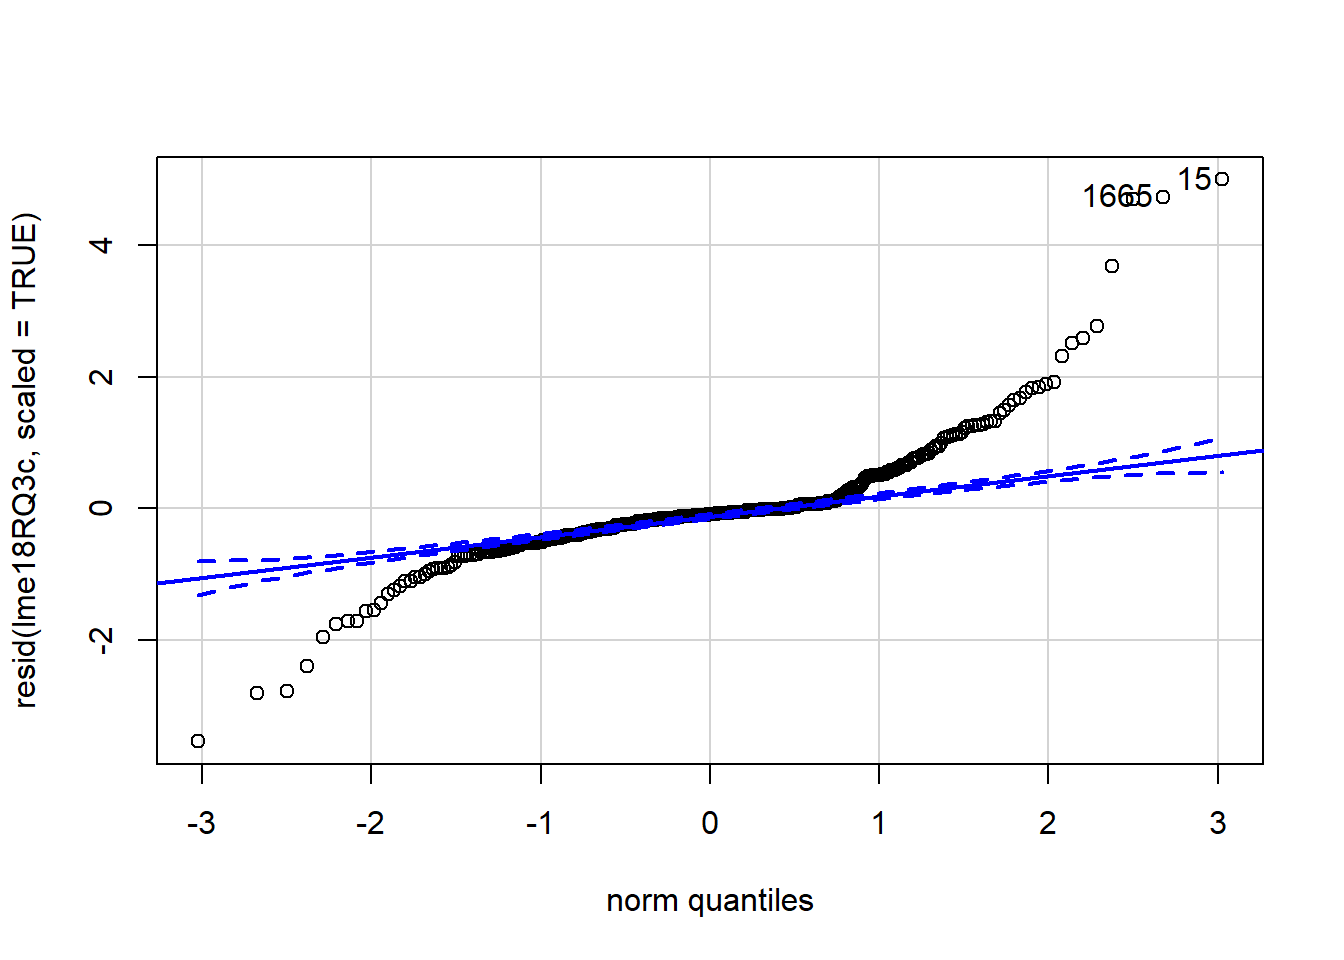 1665
15
resid(lme18RQ3c, scaled = TRUE)
4
2
0
-2
-3 -2 -1 0 1 2 3
norm quantiles